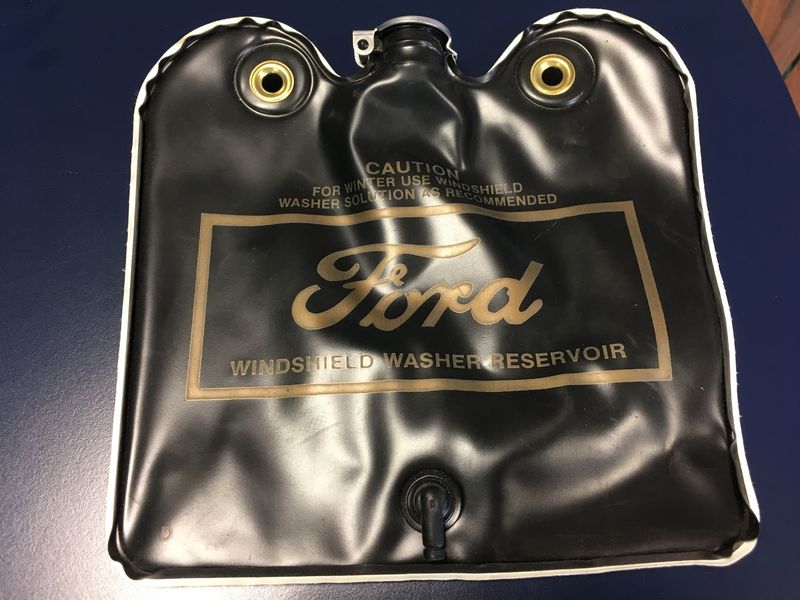 CAUTION
FOR WINTER USE WINDSHIELD
WASHER SOLUTION AS RECOMMENDED
Ford
WINDSHIELD WASHER RESERVOIR
D